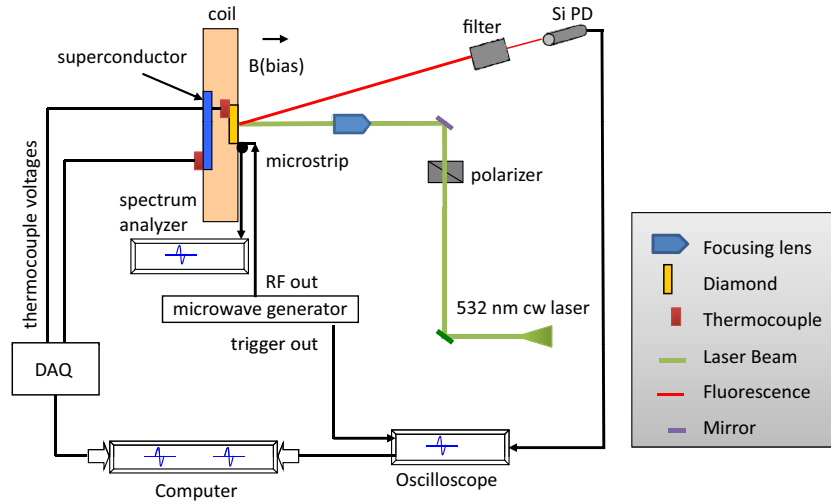 coil
Si PD
filter
superconductor
B(bias)
microstrip
polarizer
thermocouple voltages
spectrum
analyzer
RF out
microwave generator
trigger out
532 nm cw laser
DAQ
Computer
Oscilloscope
Focusing lens
Diamond
Thermocouple
Laser Beam
Fluorescence
Mirror